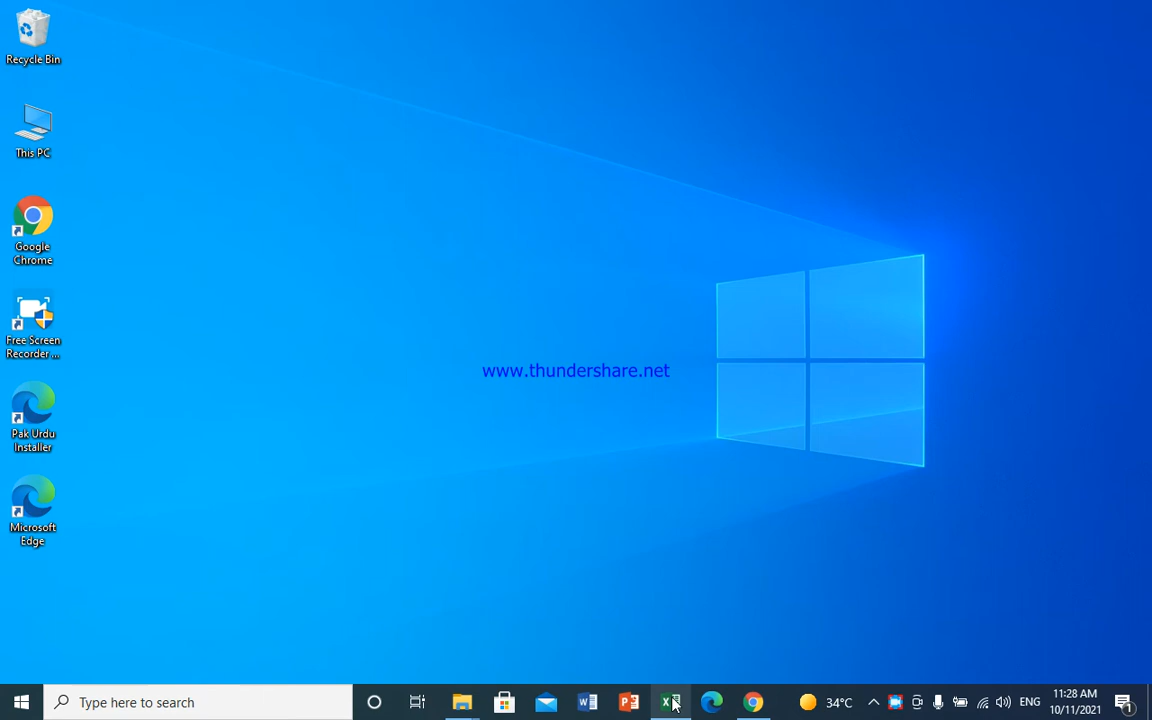 Recycle Bin
This PC
Google
Chrome
Free Screen
Recorder ...
Pak Urdu
Installer
Microsoft
Edge
www.thundershare.net
Type here to search
34°C
ENG
11:28 AM
10/11/2021
1